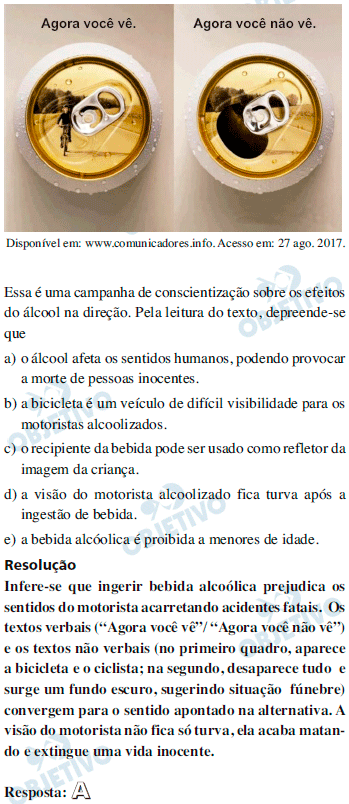 Agora você vê.
Agora você não vê.
Disponível em: www.comunicadores.info. Acesso em: 27 ago. 2017.
Essa é uma campanha de conscientização sobre os efeitos
do álcool na direção. Pela leitura do texto, depreende-se
que
a) o álcool afeta os sentidos humanos, podendo provocar
a morte de pessoas inocentes.
b) a bicicleta é um veículo de difícil visibilidade para os
motoristas alcoolizados.
c) o recipiente da bebida pode ser usado como refletor da
imagem da criança.
d) a visão do motorista alcoolizado fica turva após a
ingestão de bebida.
e) a bebida alcóolica é proibida a menores de idade.
Resolução
Infere-se que ingerir bebida alcoólica prejudica os
sentidos do motorista acarretando acidentes fatais. Os
textos verbais (“Agora você vê”/ “Agora você não vê”)
e os textos não verbais (no primeiro quadro, aparece
a bicicleta e o ciclista; na segundo, desaparece tudo e
surge um fundo escuro, sugerindo situação fúnebre)
convergem para o sentido apontado na alternativa. A
visão do motorista não fica só turva, ela acaba matan-
do e extingue uma vida inocente.
Resposta: A
OBJETIVO
OBJETIVO
OBJETIVO
OBJETIVO